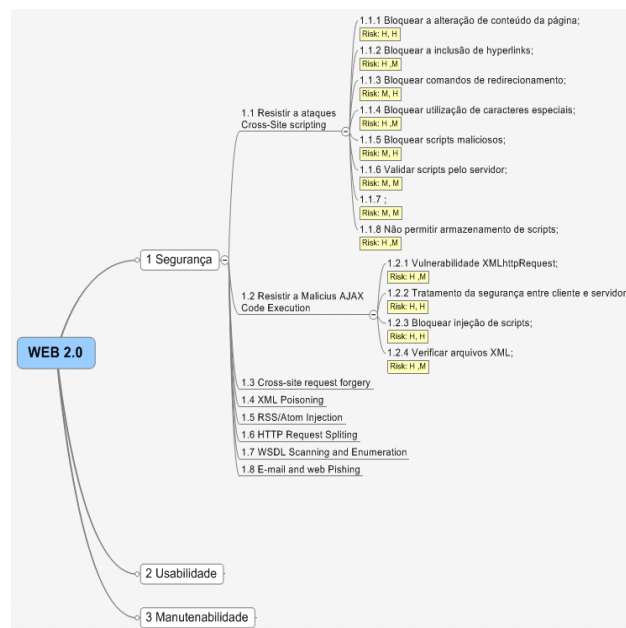 1.1.1 Bloquear a alteração de conteúdo da página;
Risk: H, H
1.1.2 Bloquear a inclusão de hyperlinks;
Risk: H ,M
1.1.3 Bloquear comandos de redirecionamento;
Risk: M, H
1.1 Resistir a ataques
Cross-Site scripting
1.1.4 Bloquear utilização de caracteres especiais;
Risk: H ,M
1.1.5 Bloquear scripts maliciosos;
Risk: M, H
1.1.6 Validar scripts pelo servidor;
Risk: M, M
1.1.7 ;
Risk: M, M
1.1.8 Não permitir armazenamento de scripts;
Risk: H ,M
1 Segurança
1.2 Resistir a Malicius AJAX
Code Execution
1.2.1 Vulnerabilidade XMLhttpRequest;
Risk: H ,M
1.2.2 Tratamento da segurança entre cliente e servidor
Risk: H, H
1.2.3 Bloquear injeção de scripts;
Risk: H, H
1.2.4 Verificar arquivos XML;
Risk: H ,M
WEB 2.0
1.3 Cross-site request forgery
1.4 XML Poisoning
1.5 RSS/Atom Injection
1.6 HTTP Request Spliting
1.7 WSDL Scanning and Enumeration
1.8 E-mail and web Pishing
2 Usabilidade
3 Manutenabilidade